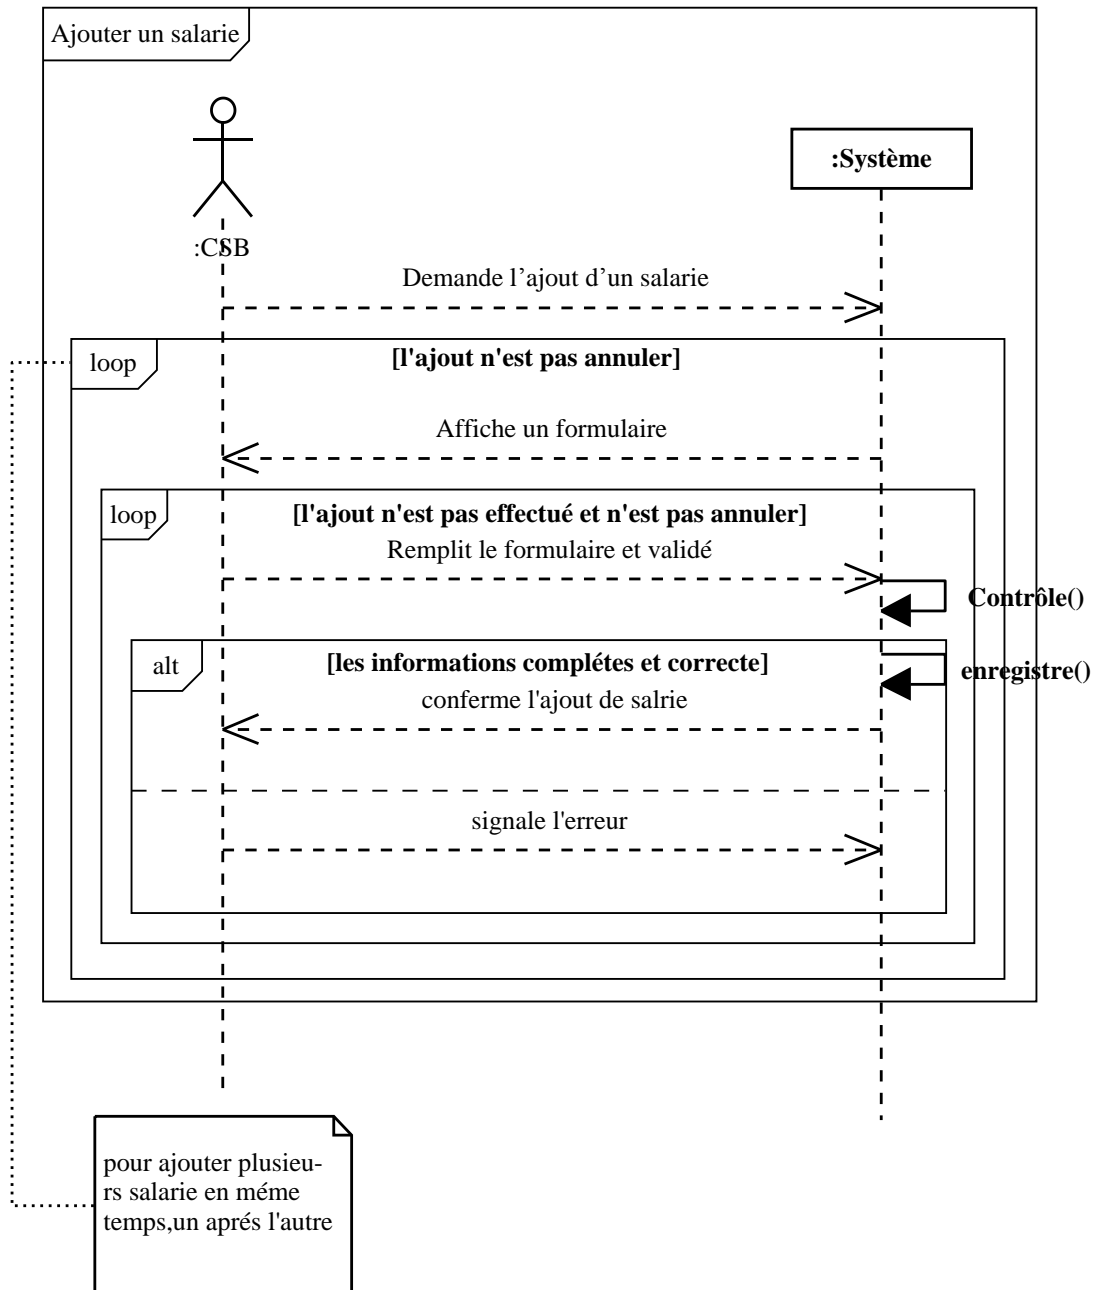 Ajouter un salarie
:CSB
:Système
Demande l’ajout d’un salarie
loop
[l'ajout n'est pas annuler]
Affiche un formulaire
loop
[l'ajout n'est pas effectué et n'est pas annuler]
Remplit le formulaire et validé
Contrôle()
alt
[les informations complétes et correcte]
enregistre()
conferme l'ajout de salrie
signale l'erreur
pour ajouter plusieu-
rs salarie en méme
temps,un aprés l'autre